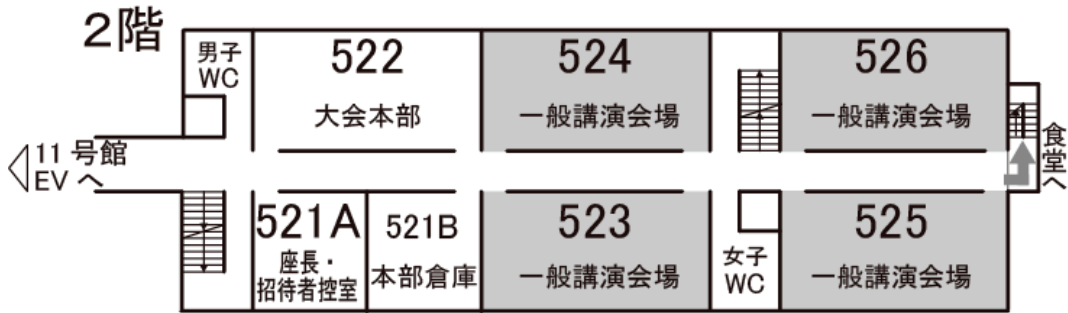 2階
男子
WC
522
大会本部
524
一般講演会場
526
一般講演会場
11 号館
EV へ
食堂へ
521A
座長・
招待者控室
521B
本部倉庫
523
一般講演会場
女子
WC
525
一般講演会場